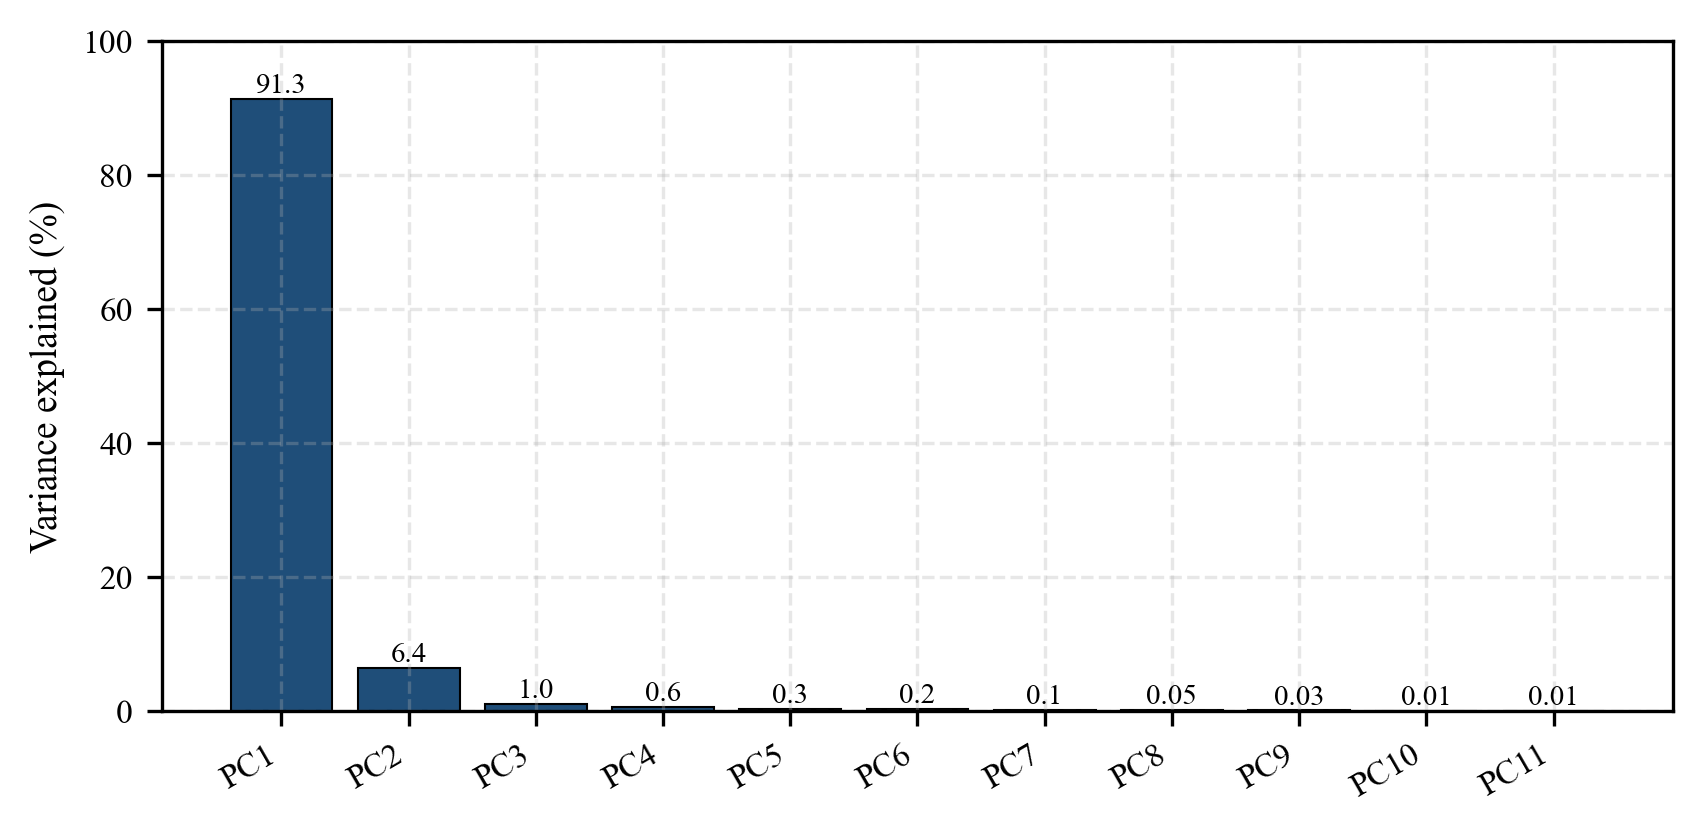 Variance explained (%)
100
80
60
40
20
0
91.3
6.4
1.0
0.6
0.3
0.2
0.1
0.05
0.03
0.01
0.01
PC1
PC2
PC3
PC4
PC5
PC6
PC7
PC8
PC9
PC10
PC11